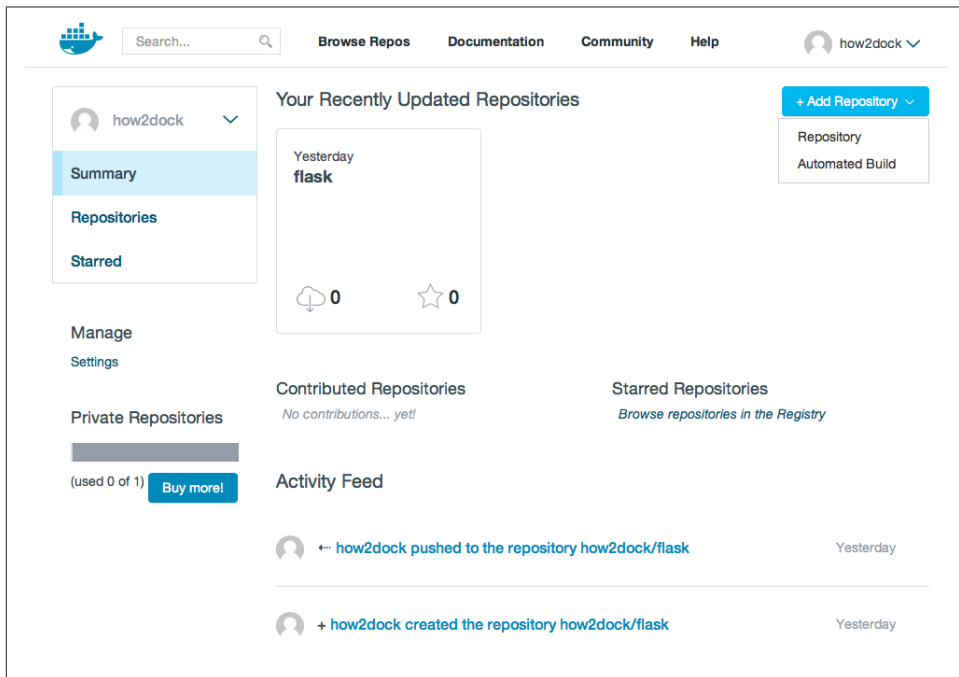 Search...
Browse Repos
Documentation
Community
Help
how2dock
how2dock
Summary
Repositories
Starred
Manage
Settings
Private Repositories
(used 0 of 1)
Buy more!
Your Recently Updated Repositories
+ Add Repository
Repository
Automated Build
Yesterday
flask
0
0
Contributed Repositories
No contributions... yet!
Starred Repositories
Browse repositories in the Registry
Activity Feed
how2dock pushed to the repository how2dock/flask
Yesterday
+ how2dock created the repository how2dock/flask
Yesterday